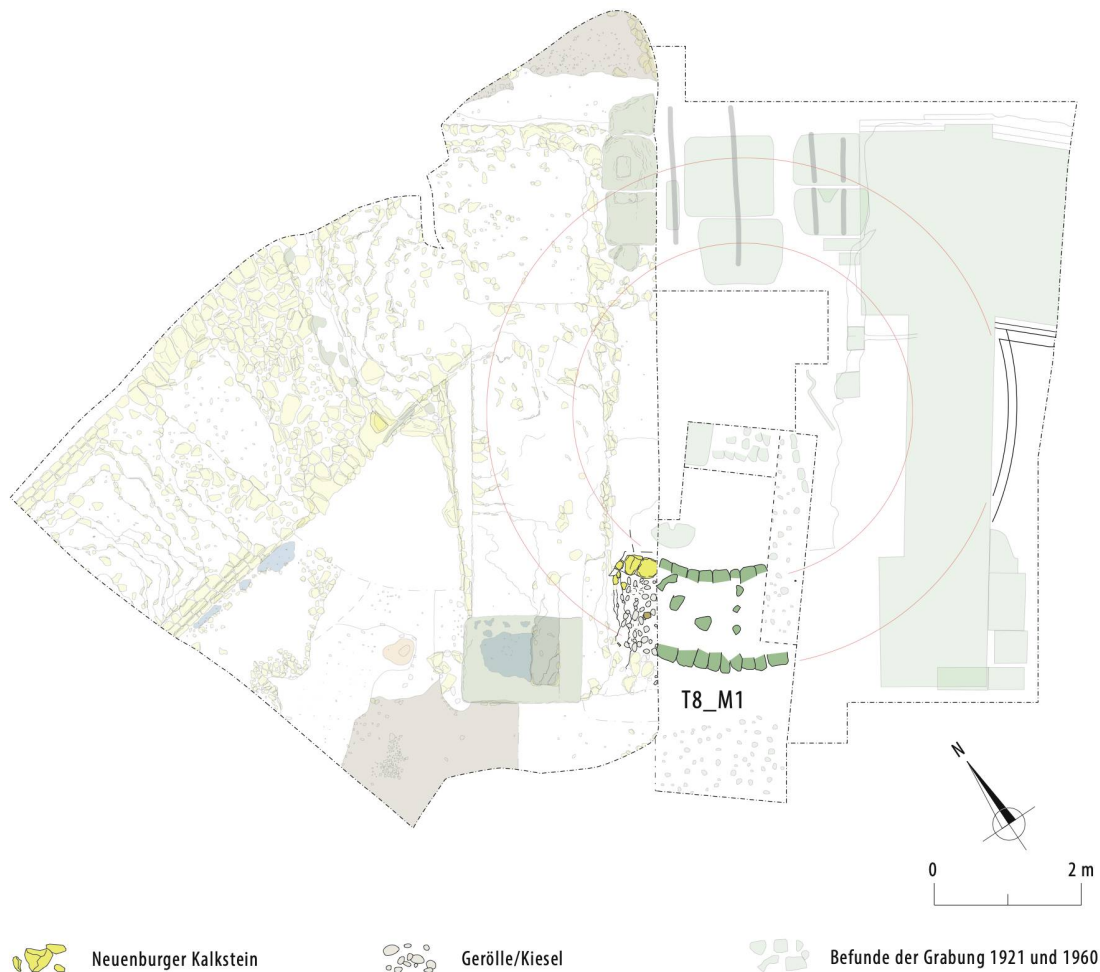 T8_M1
N
0 2 m
Neuenburger Kalkstein
Gerölle/Kiesel
Befunde der Grabung 1921 und 1960